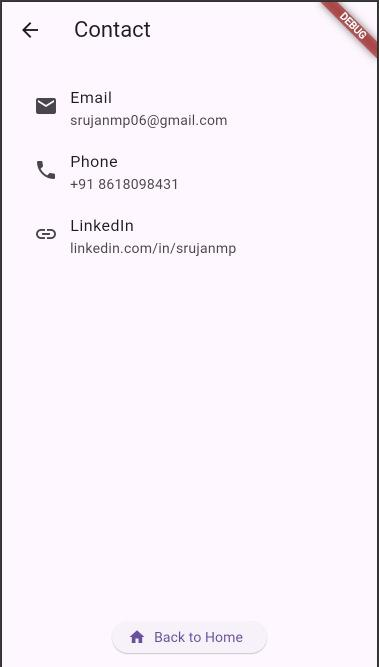 Contact
DEBUG
Email
srujanmp06@gmail.com
Phone
+91 8618098431
LinkedIn
linkedin.com/in/srujanmp
Back to Home